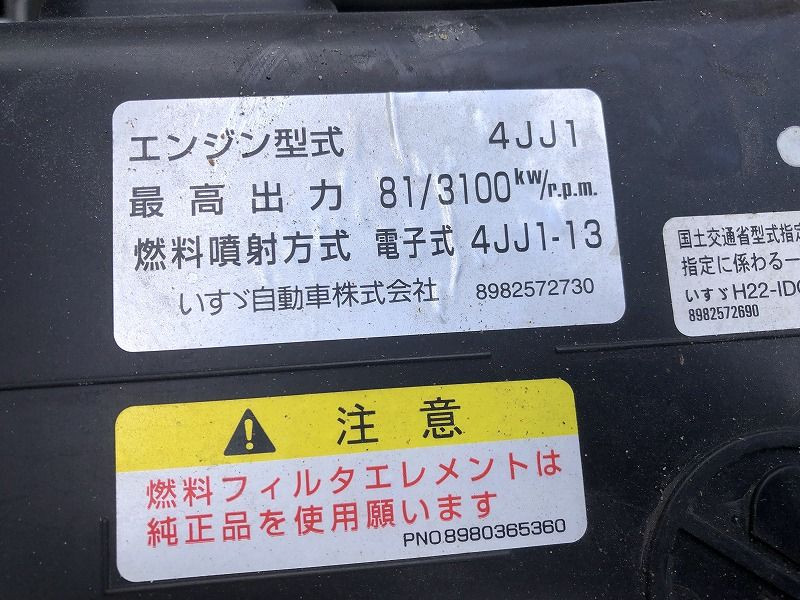 エンジン型式 4JJ1
最高出力 81/3100kw/r.p.m.
燃料噴射方式 電子式 4JJ1-13
いすゞ自動車株式会社 8982572730
国土交通省型式指定
指定に係わる一
いすゞH22-ID
8982572690
注意
燃料フィルタエレメントは
純正品を使用願います
PNO.8980365360